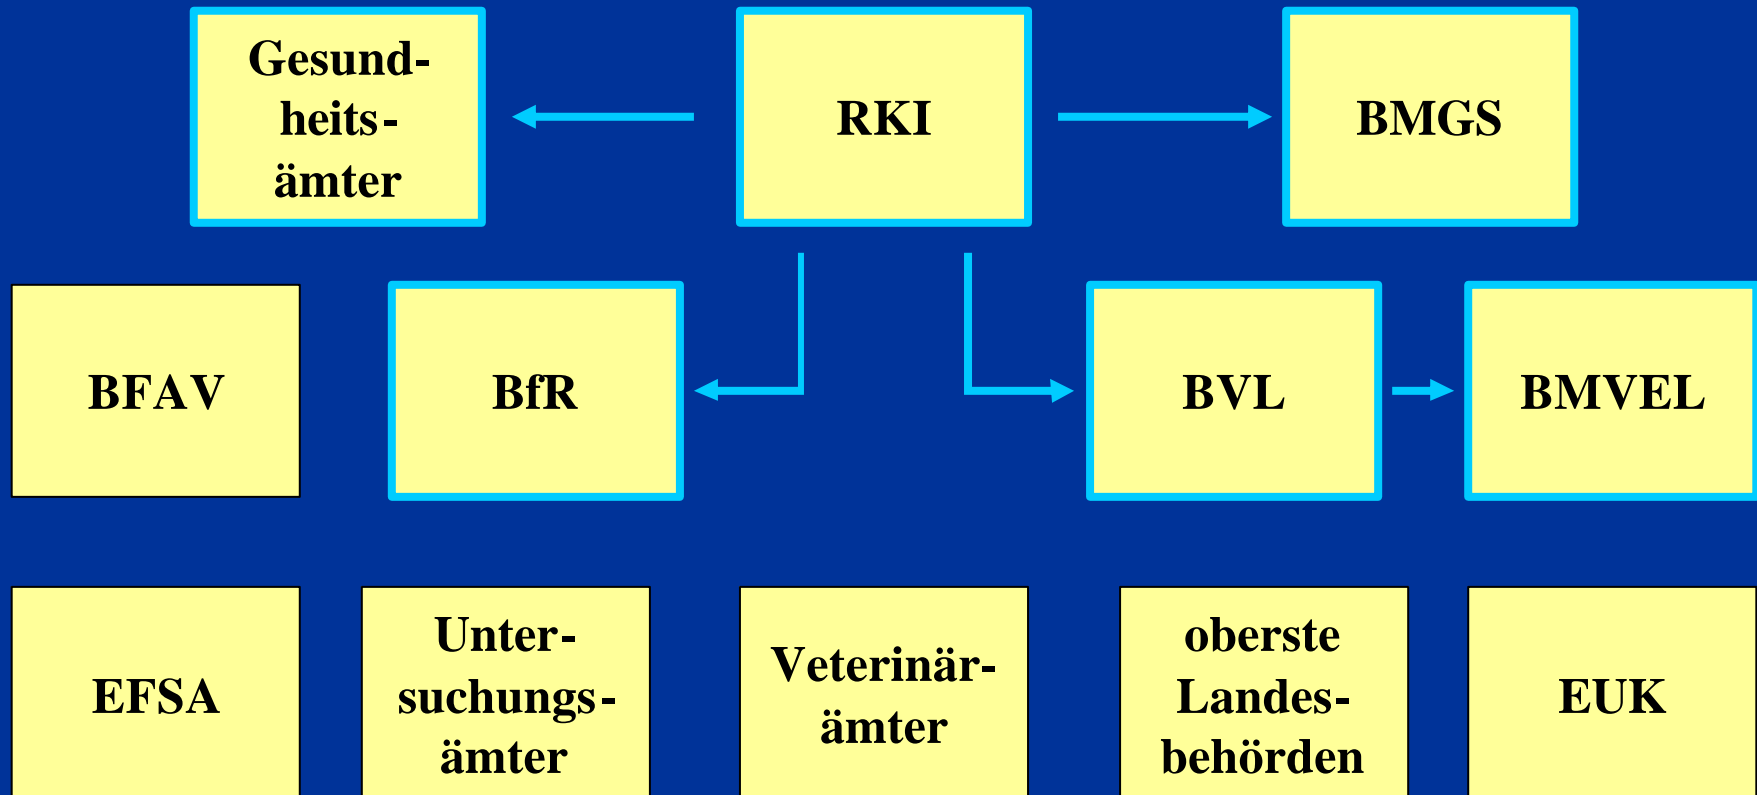 Gesund-
heits-
ämter
RKI
BMGS
BFAV
BfR
BVL
BMVEL
EFSA
Unter-
suchungs-
ämter
Veterinär-
ämter
oberste
Landes-
behörden
EUK